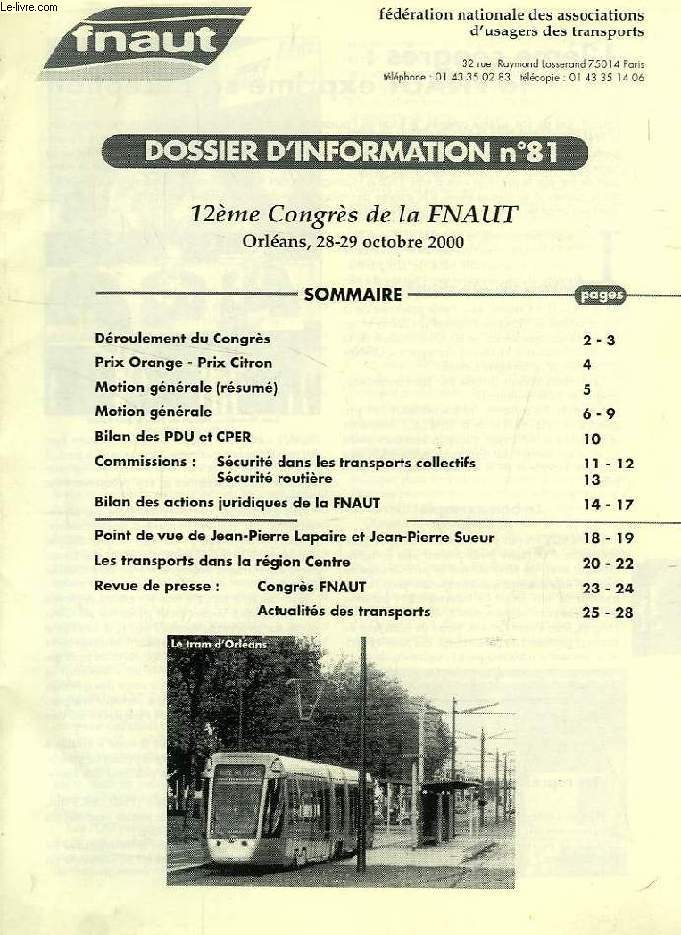 Le-livre.com
fnaut
fédération nationale des associations
d'usagers des transports
32 rue Raymond Losserand 75014 Paris
téléphone : 01 43 35 02 83 télécopie : 01 43 35 14 06
DOSSIER D'INFORMATION n°81
12ème Congrès de la FNAUT
Orléans, 28-29 octobre 2000
SOMMAIRE pages
Déroulement du Congrès 2 - 3
Prix Orange - Prix Citron 4
Motion générale (résumé) 5
Motion générale 6 - 9
Bilan des PDU et CPER 10
Commissions : Sécurité dans les transports collectifs 11 - 12
Sécurité routière 13
Bilan des actions juridiques de la FNAUT 14 - 17
Point de vue de Jean-Pierre Lapaire et Jean-Pierre Sueur 18 - 19
Les transports dans la région Centre 20 - 22
Revue de presse : Congrès FNAUT 23 - 24
Actualités des transports 25 - 28
Le tram d'Orléans